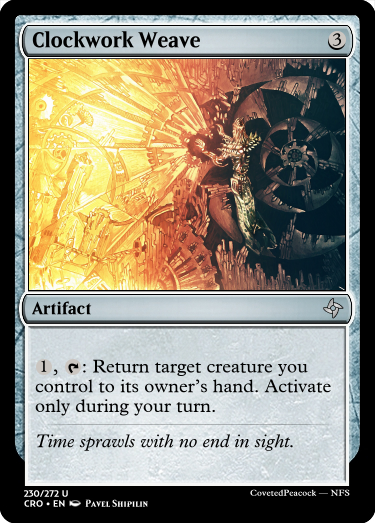 Clockwork Weave 3
Artifact
1, : Return target creature you
control to its owner's hand. Activate
only during your turn.
Time sprawls with no end in sight.
230/272 U
CRO • EN Pavel Shipilin
CovetedPeacock — NFS